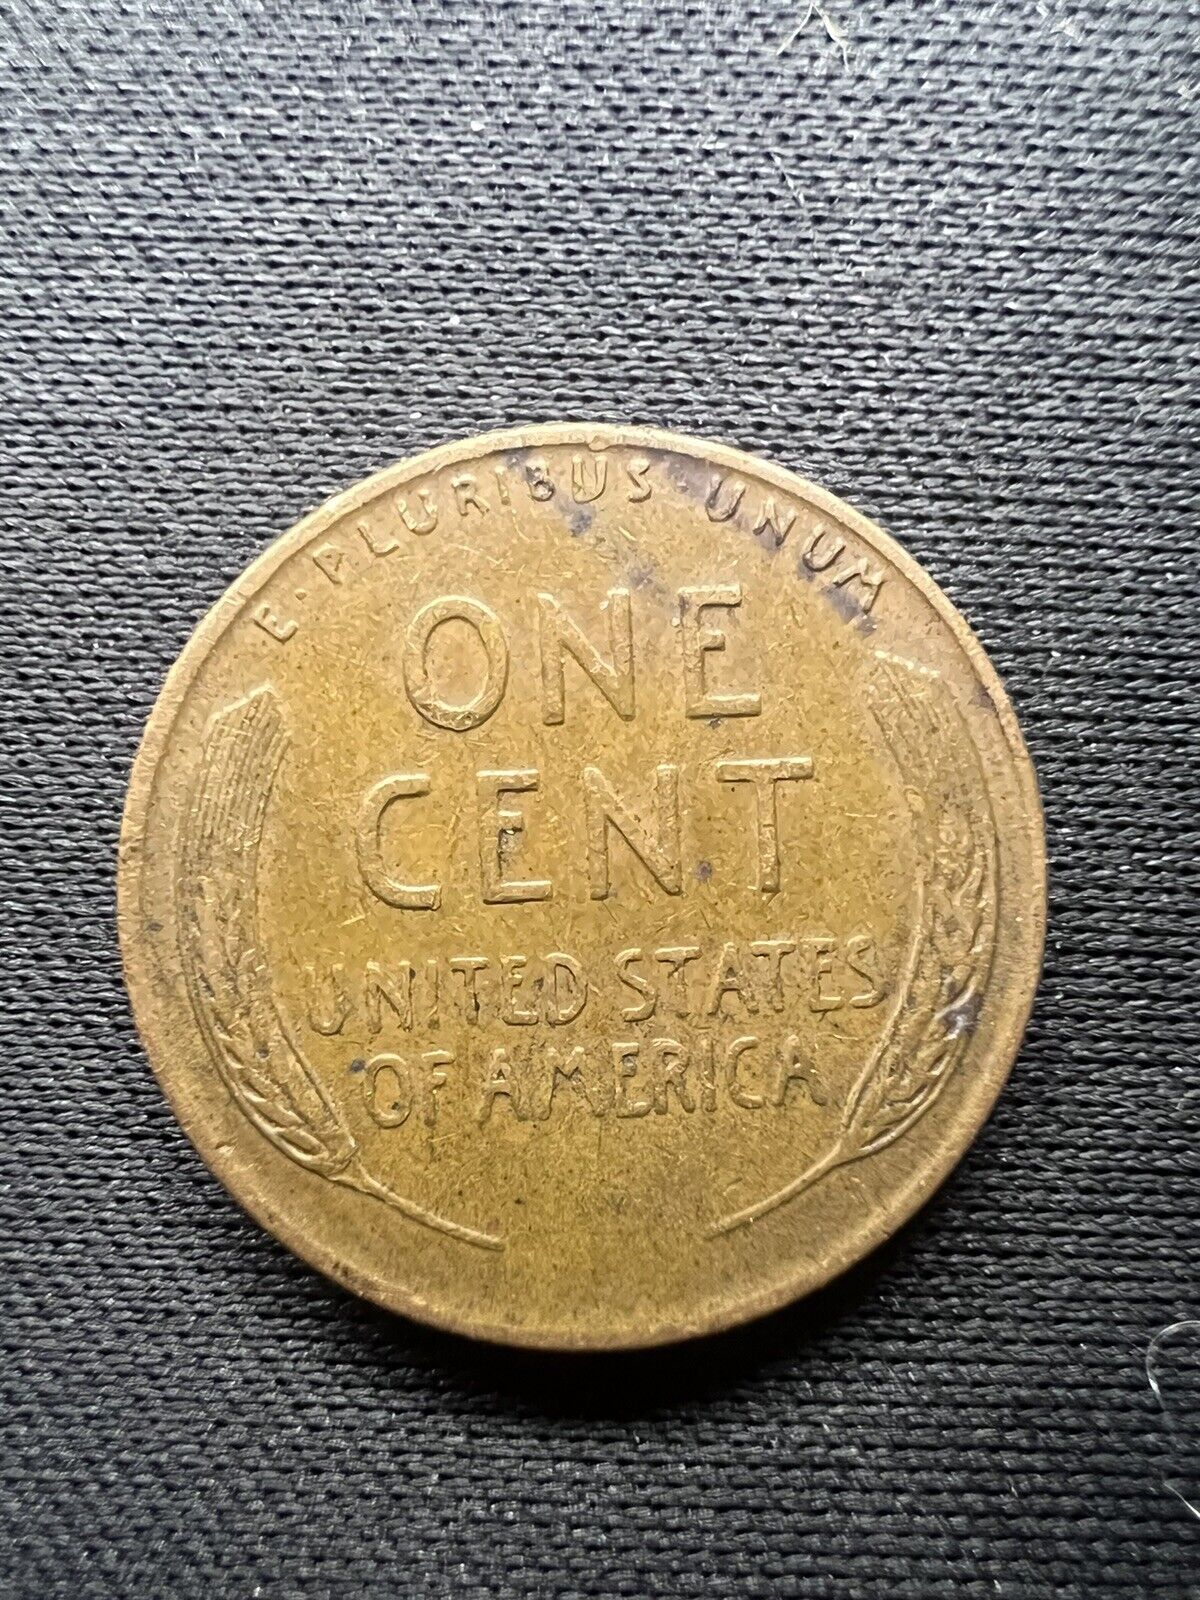 E·PLURIBUS·UNUM
ONE
CENT
UNITED STATES
OF AMERICA